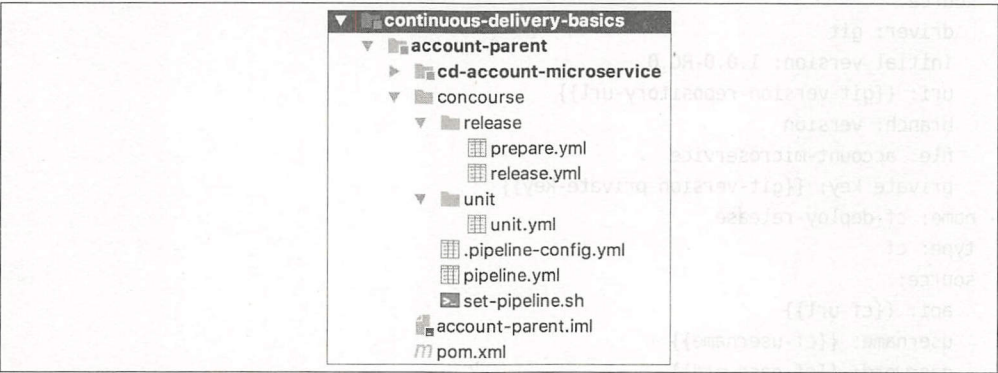 continuous-delivery-basics
account-parent
cd-account-microservice
concourse
release
prepare.yml
release.yml
unit
unit.yml
.pipeline-config.yml
pipeline.yml
set-pipeline.sh
account-parent.iml
m pom.xml